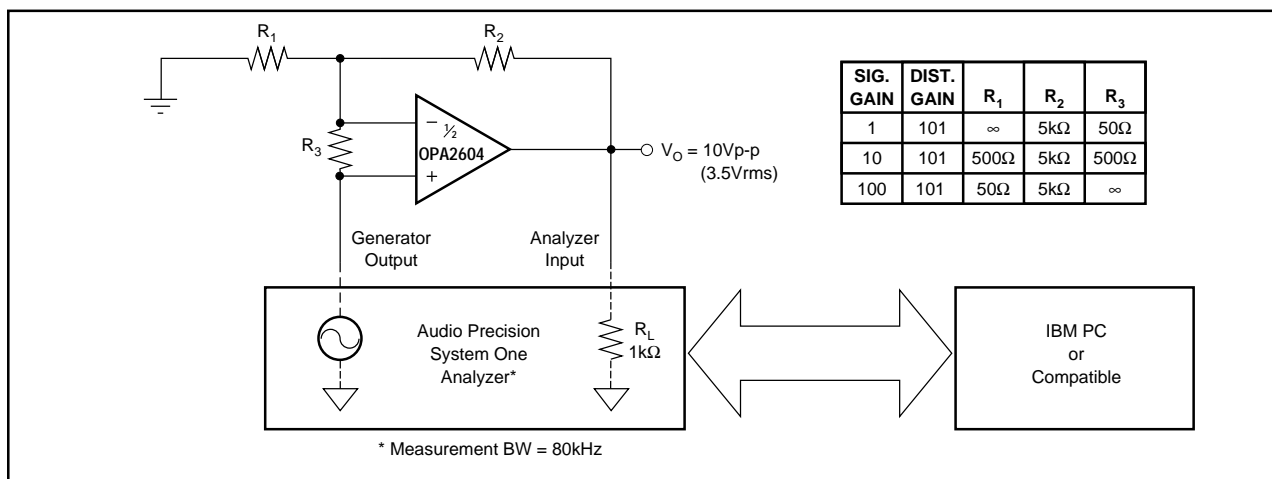 R1
R2
R3
−
½
OPA2604
+
VO = 10Vp-p
(3.5Vrms)
SIG. GAIN DIST. GAIN R1 R2 R3
1 101 ∞ 5kΩ 50Ω
10 101 500Ω 5kΩ 500Ω
100 101 50Ω 5kΩ ∞
Generator
Output
Analyzer
Input
Audio Precision
System One
Analyzer*
RL
1kΩ
IBM PC
or
Compatible
* Measurement BW = 80kHz